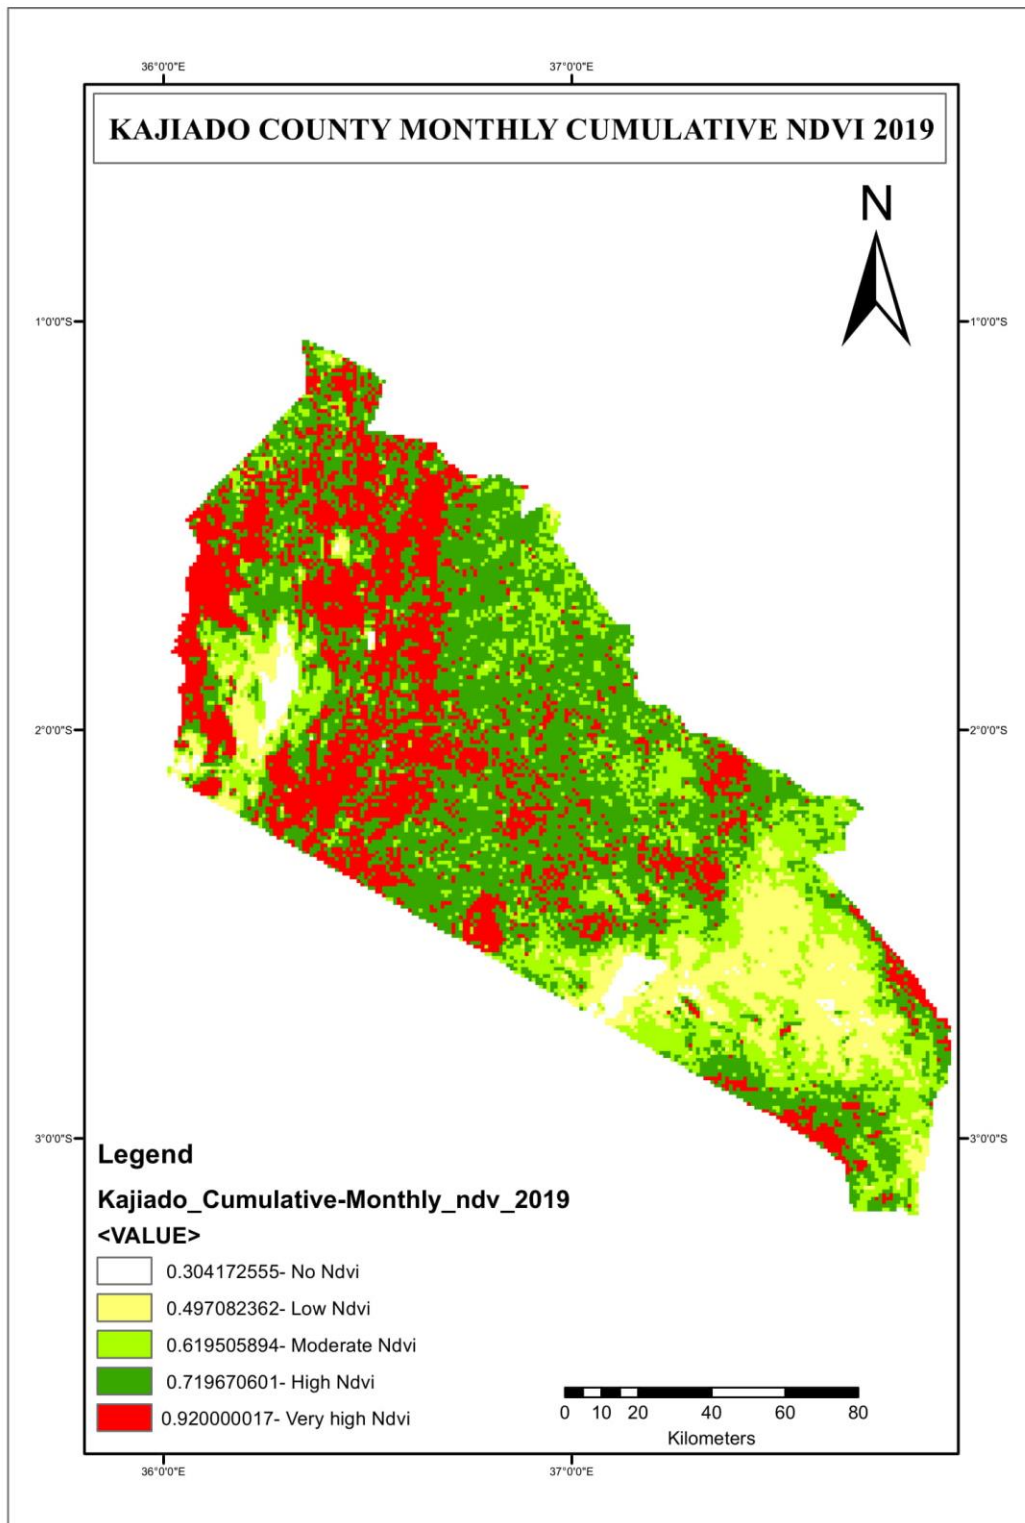 36°0'0"E 37°0'0"E
KAJIADO COUNTY MONTHLY CUMULATIVE NDVI 2019
N
1°0'0"S 1°0'0"S
2°0'0"S 2°0'0"S
3°0'0"S 3°0'0"S
Legend
Kajiado_Cumulative-Monthly_ndv_2019
<VALUE>
0.304172555- No Ndvi
0.497082362- Low Ndvi
0.619505894- Moderate Ndvi
0.719670601- High Ndvi
0.920000017- Very high Ndvi
0 10 20 40 60 80
Kilometers
36°0'0"E 37°0'0"E